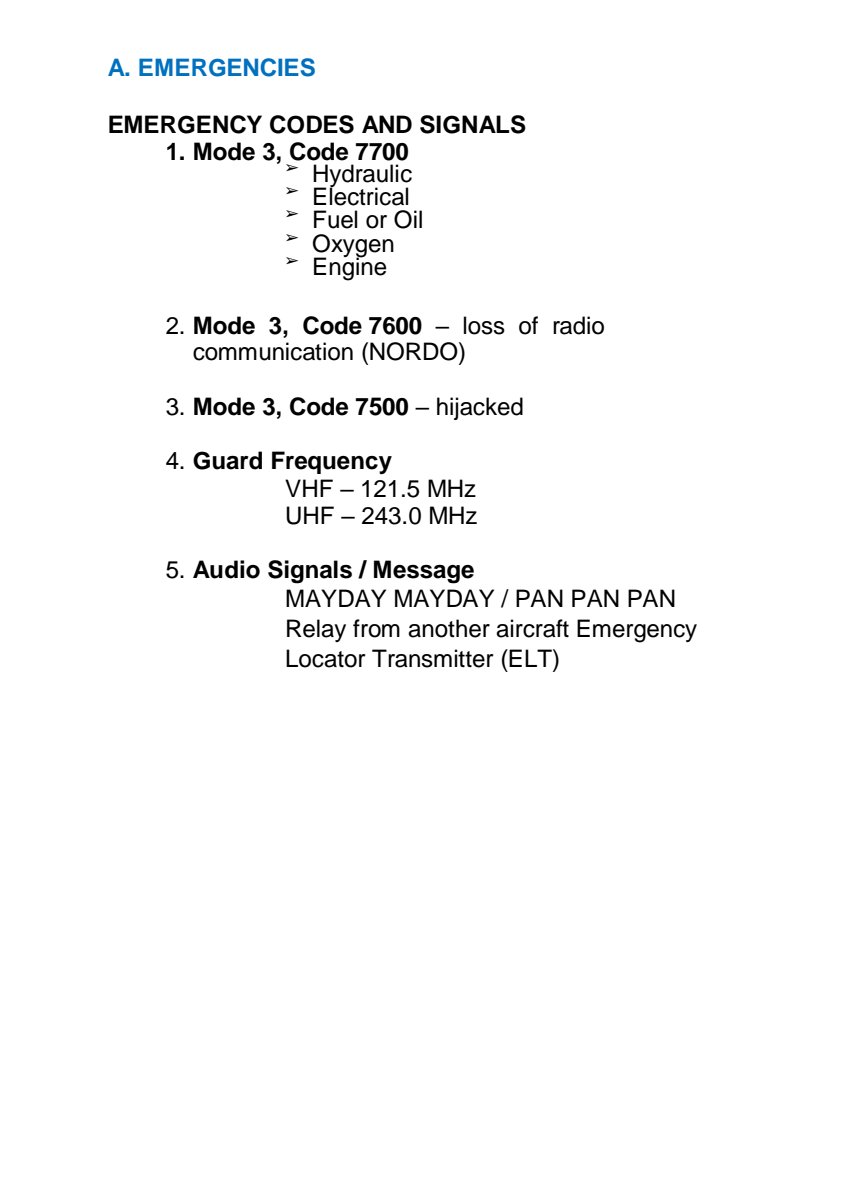 A. EMERGENCIES
EMERGENCY CODES AND SIGNALS
1. Mode 3, Code 7700
➢ Hydraulic
➢ Electrical
➢ Fuel or Oil
➢ Oxygen
➢ Engine
2. Mode 3, Code 7600 – loss of radio
communication (NORDO)
3. Mode 3, Code 7500 – hijacked
4. Guard Frequency
VHF – 121.5 MHz
UHF – 243.0 MHz
5. Audio Signals / Message
MAYDAY MAYDAY / PAN PAN PAN
Relay from another aircraft Emergency
Locator Transmitter (ELT)